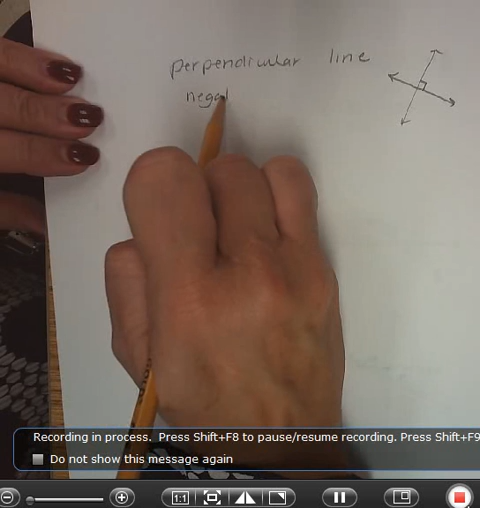 perpendicular line
negat
Recording in process. Press Shift+F8 to pause/resume recording. Press Shift+F9
Do not show this message again
1:1